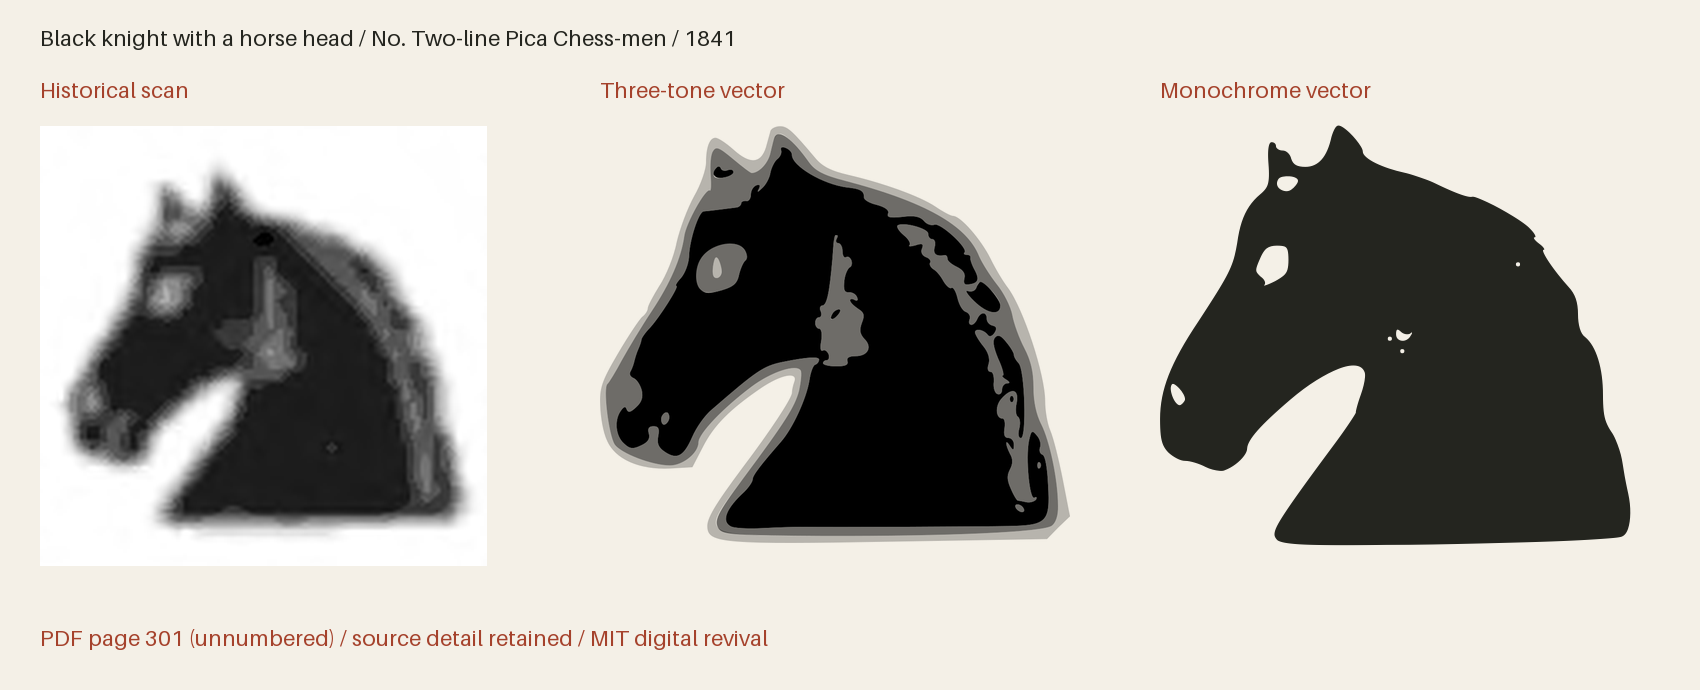 Black knight with a horse head / No. Two-line Pica Chess-men / 1841
Historical scan
Three-tone vector
Monochrome vector
PDF page 301 (unnumbered) / source detail retained / MIT digital revival